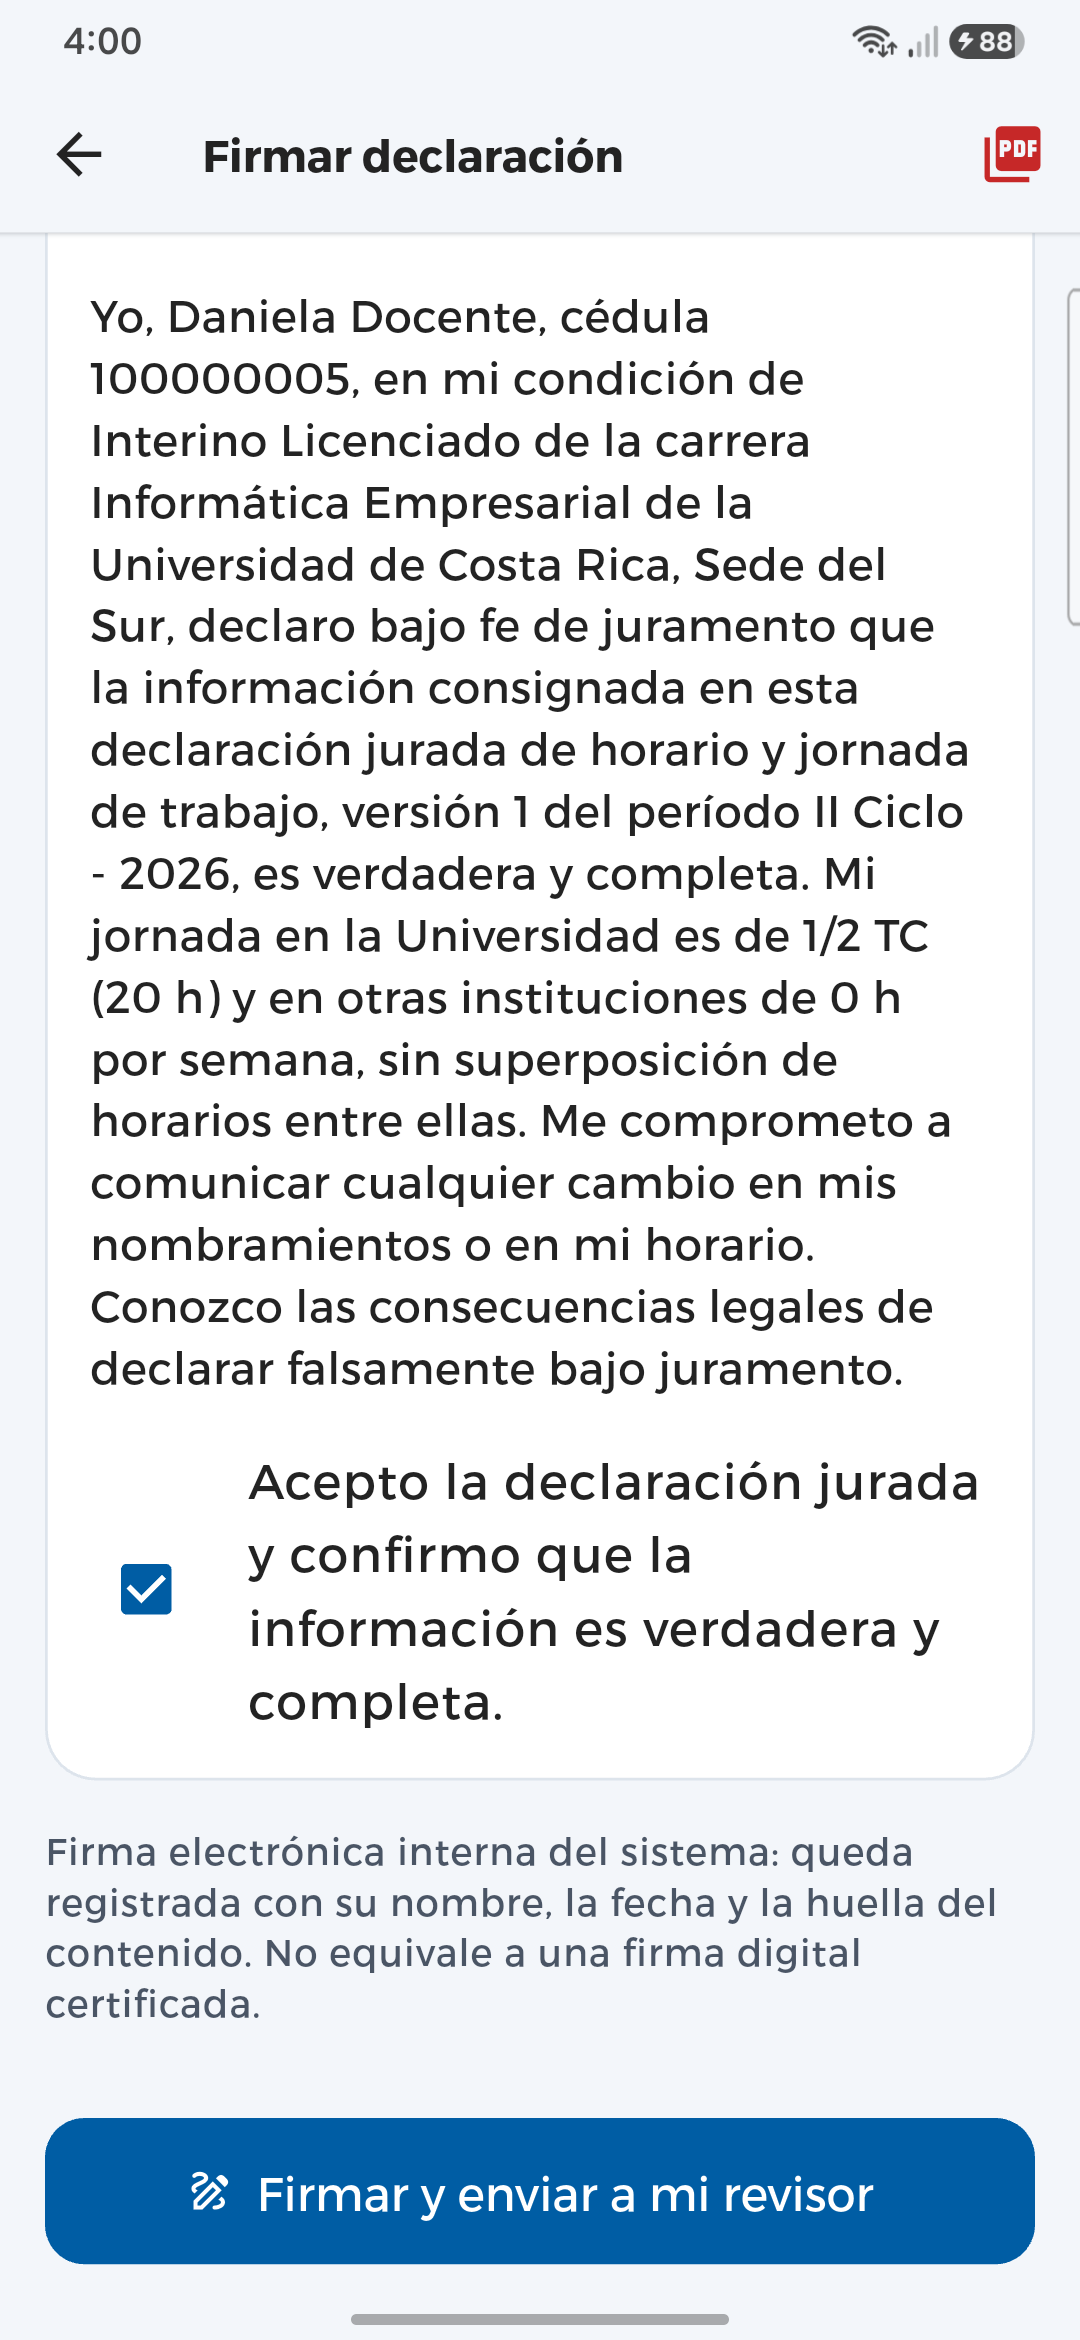 4:00
88
Firmar declaración
PDF
Yo, Daniela Docente, cédula
100000005, en mi condición de
Interino Licenciado de la carrera
Informática Empresarial de la
Universidad de Costa Rica, Sede del
Sur, declaro bajo fe de juramento que
la información consignada en esta
declaración jurada de horario y jornada
de trabajo, versión 1 del período II Ciclo
- 2026, es verdadera y completa. Mi
jornada en la Universidad es de 1/2 TC
(20 h) y en otras instituciones de 0 h
por semana, sin superposición de
horarios entre ellas. Me comprometo a
comunicar cualquier cambio en mis
nombramientos o en mi horario.
Conozco las consecuencias legales de
declarar falsamente bajo juramento.
Acepto la declaración jurada
y confirmo que la
información es verdadera y
completa.
Firma electrónica interna del sistema: queda
registrada con su nombre, la fecha y la huella del
contenido. No equivale a una firma digital
certificada.
Firmar y enviar a mi revisor